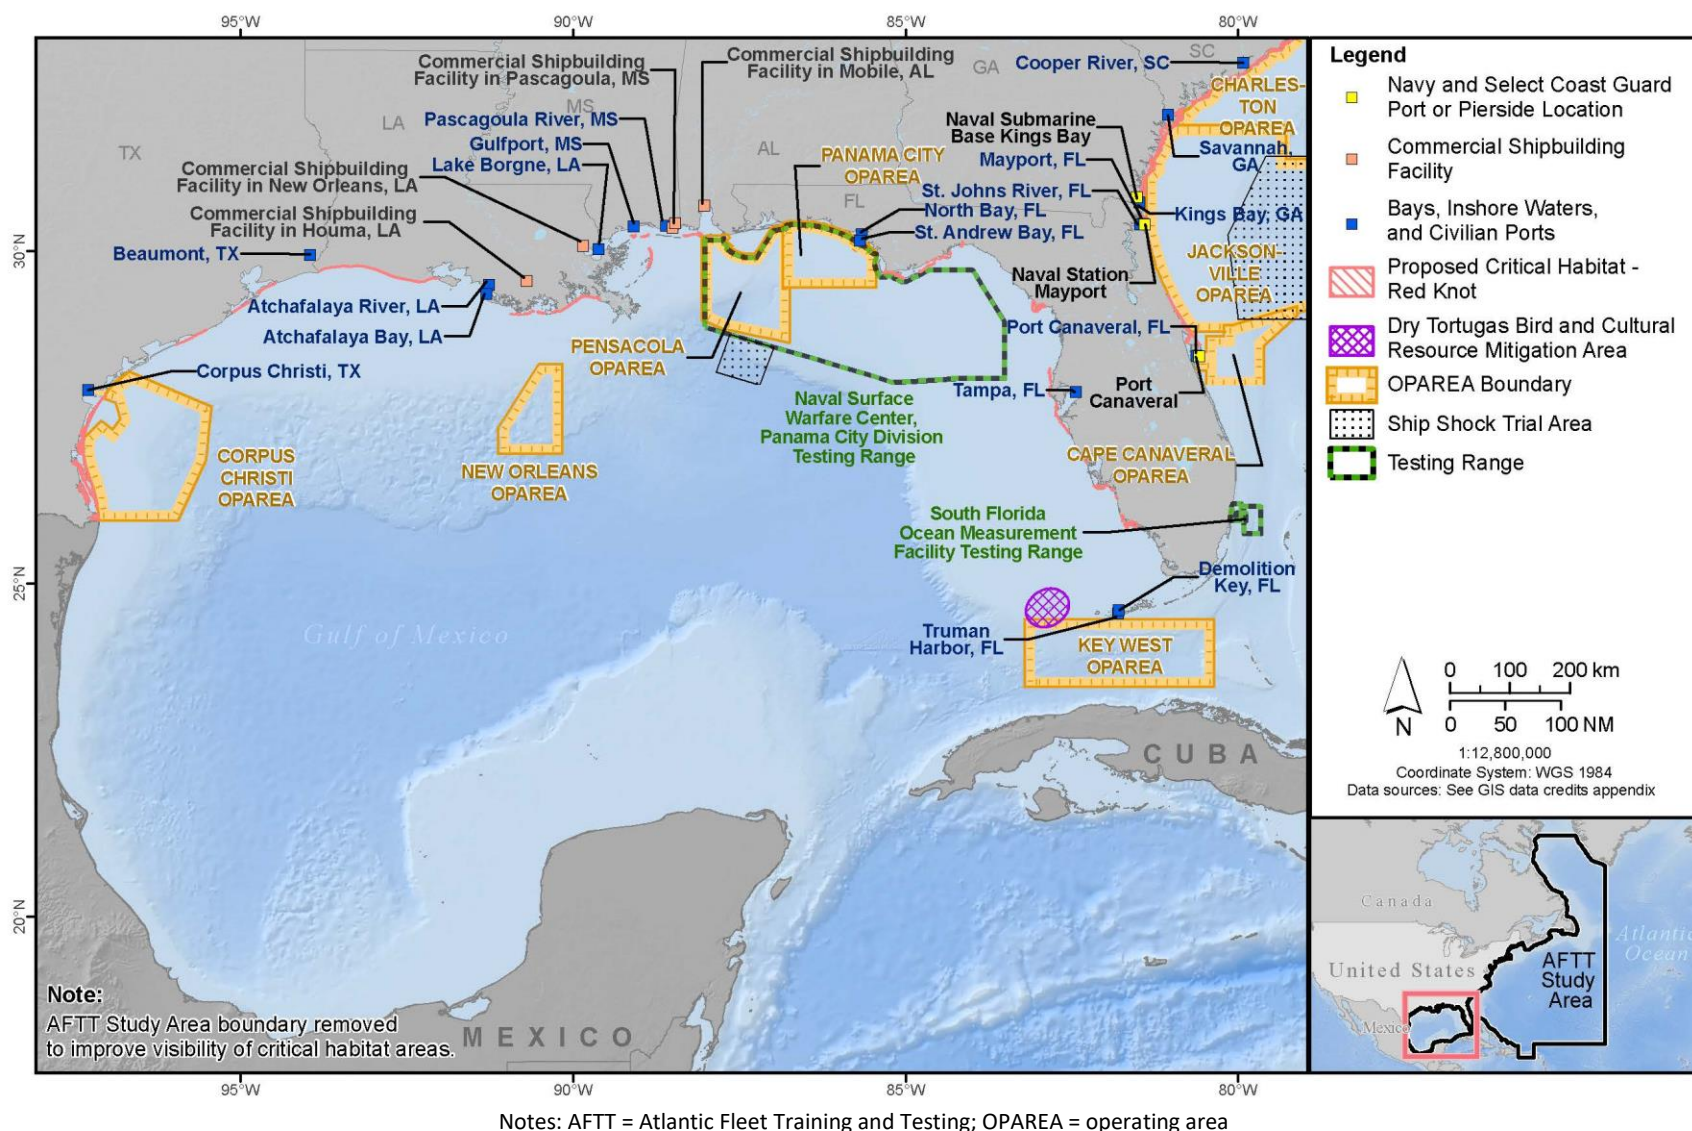 95°W
90°W
85°W
80°W
Commercial Shipbuilding
Facility in Pascagoula, MS
Commercial Shipbuilding
Facility in Mobile, AL
GA
SC
Cooper River, SC
CHARLES-
TON
OPAREA
MS
Pascagoula River, MS
LA
TX
AL
Gulfport, MS
Lake Borgne, LA
Naval Submarine
Base Kings Bay
Mayport, FL
Savannah,
GA
PANAMA CITY
OPAREA
Commercial Shipbuilding
Facility in New Orleans, LA
FL
St. Johns River, FL
North Bay, FL
St. Andrew Bay, FL
Kings Bay, GA
Commercial Shipbuilding
Facility in Houma, LA
Beaumont, TX
JACKSON-
VILLE
OPAREA
Naval Station
Mayport
Atchafalaya River, LA
Atchafalaya Bay, LA
Port Canaveral, FL
PENSACOLA
OPAREA
Corpus Christi, TX
Tampa, FL
Port
Canaveral
Naval Surface
Warfare Center,
Panama City Division
Testing Range
CORPUS
CHRISTI
OPAREA
NEW ORLEANS
OPAREA
CAPE CANAVERAL
OPAREA
South Florida
Ocean Measurement
Facility Testing Range
Demolition
Key, FL
Gulf of Mexico
Truman
Harbor, FL
KEY WEST
OPAREA
CUBA
MEXICO
Note:
AFTT Study Area boundary removed
to improve visibility of critical habitat areas.
30°N
25°N
20°N
95°W
90°W
85°W
80°W
Legend
Navy and Select Coast Guard
Port or Pierside Location
Commercial Shipbuilding
Facility
Bays, Inshore Waters,
and Civilian Ports
Proposed Critical Habitat -
Red Knot
Dry Tortugas Bird and Cultural
Resource Mitigation Area
OPAREA Boundary
Ship Shock Trial Area
Testing Range
N
0 100 200 km
0 50 100 NM
1:12,800,000
Coordinate System: WGS 1984
Data sources: See GIS data credits appendix
Canada
United States
Mexico
Atlantic
Ocean
AFTT
Study
Area
Notes: AFTT = Atlantic Fleet Training and Testing; OPAREA = operating area